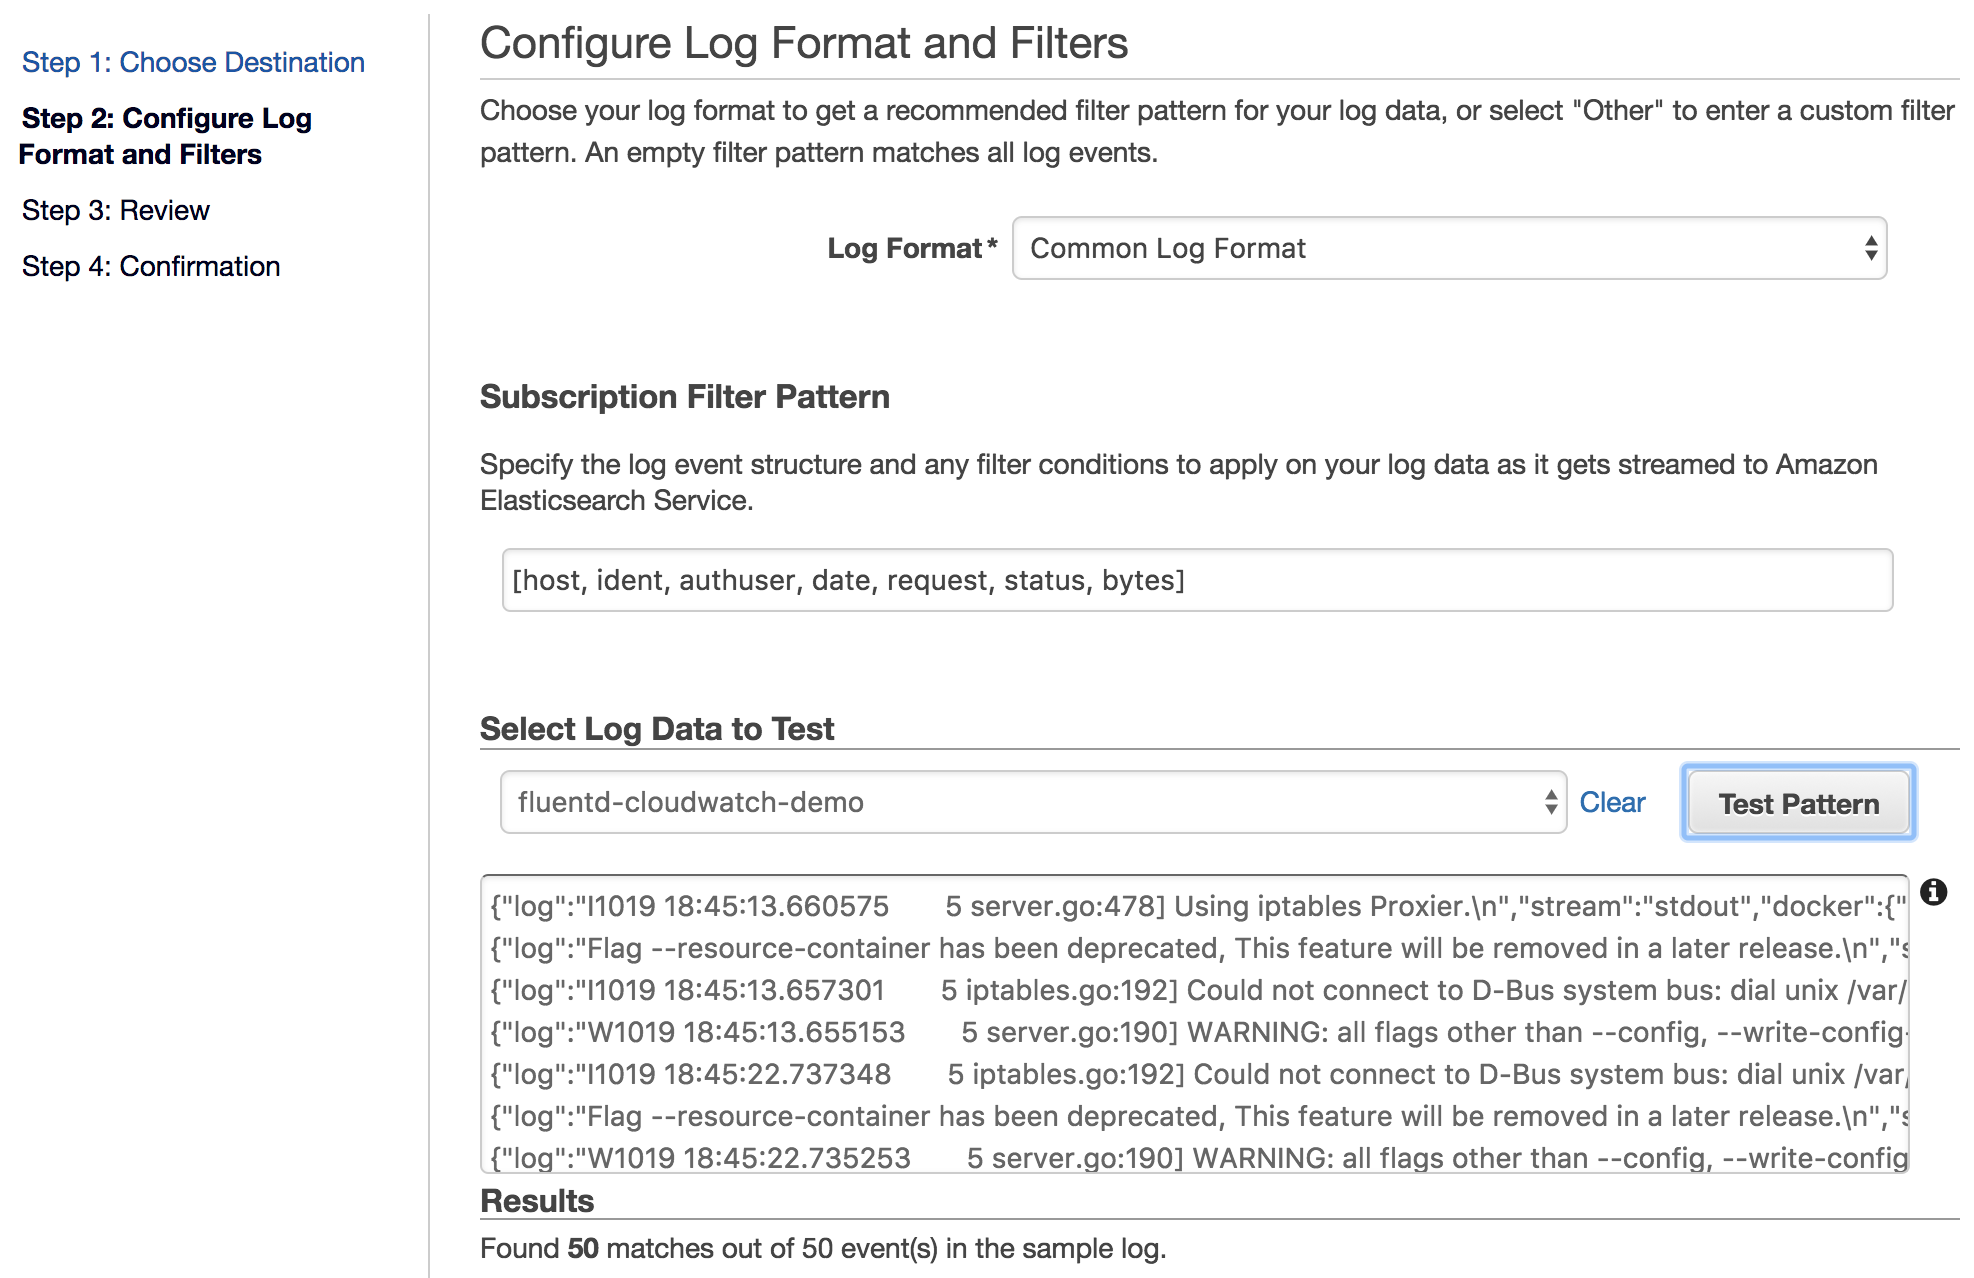 Step 1: Choose Destination
Step 2: Configure Log
Format and Filters
Step 3: Review
Step 4: Confirmation
Configure Log Format and Filters
Choose your log format to get a recommended filter pattern for your log data, or select "Other" to enter a custom filter
pattern. An empty filter pattern matches all log events.
Log Format* Common Log Format
Subscription Filter Pattern
Specify the log event structure and any filter conditions to apply on your log data as it gets streamed to Amazon
Elasticsearch Service.
[host, ident, authuser, date, request, status, bytes]
Select Log Data to Test
fluentd-cloudwatch-demo Clear Test Pattern
{"log":"I1019 18:45:13.660575 5 server.go:478] Using iptables Proxier.\n","stream":"stdout","docker":{"
{"log":"Flag --resource-container has been deprecated, This feature will be removed in a later release.\n","s
{"log":"I1019 18:45:13.657301 5 iptables.go:192] Could not connect to D-Bus system bus: dial unix /var/
{"log":"W1019 18:45:13.655153 5 server.go:190] WARNING: all flags other than --config, --write-config-
{"log":"I1019 18:45:22.737348 5 iptables.go:192] Could not connect to D-Bus system bus: dial unix /var/
{"log":"Flag --resource-container has been deprecated, This feature will be removed in a later release.\n","s
{"log":"W1019 18:45:22.735253 5 server.go:190] WARNING: all flags other than --config, --write-config
Results
Found 50 matches out of 50 event(s) in the sample log.